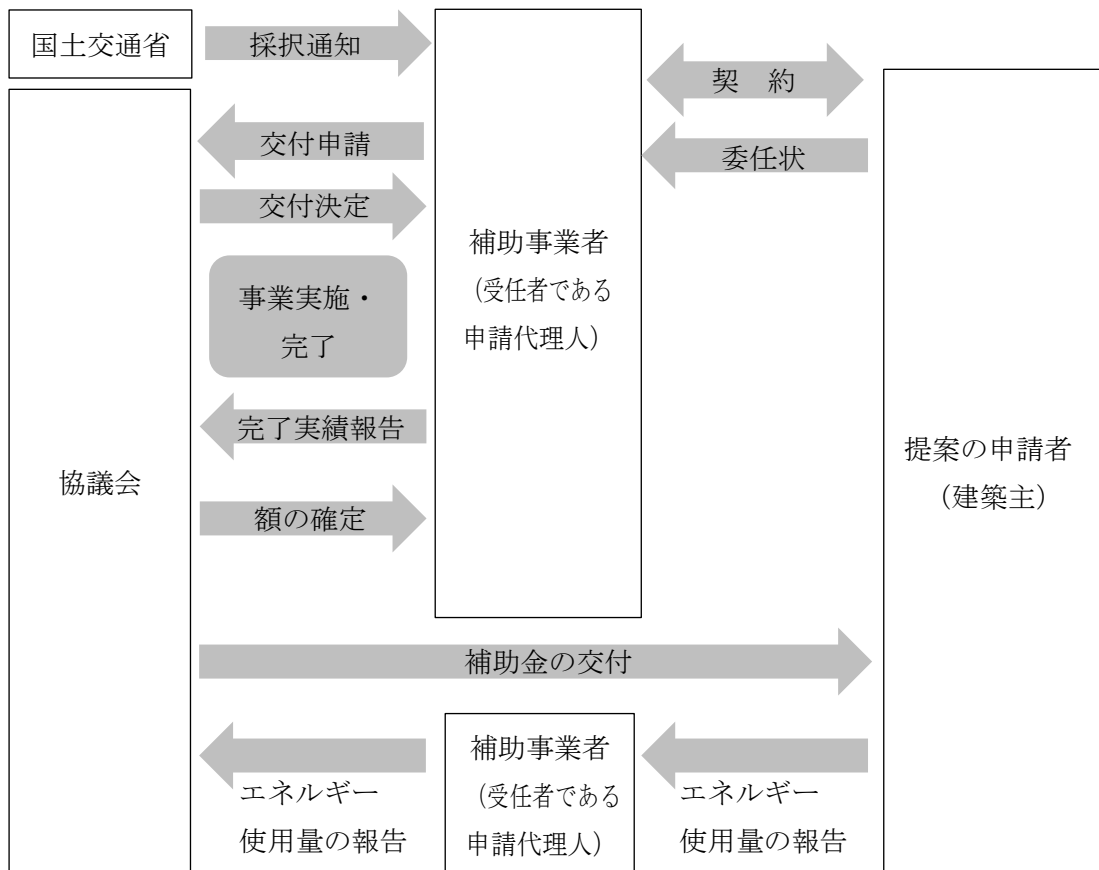 国土交通省
採択通知
契　約
交付申請
委任状
交付決定
補助事業者
（受任者である
申請代理人）
事業実施・
完了
完了実績報告
協議会
提案の申請者
（建築主）
額の確定
補助金の交付
補助事業者
（受任者である
申請代理人）
エネルギー
使用量の報告
エネルギー
使用量の報告